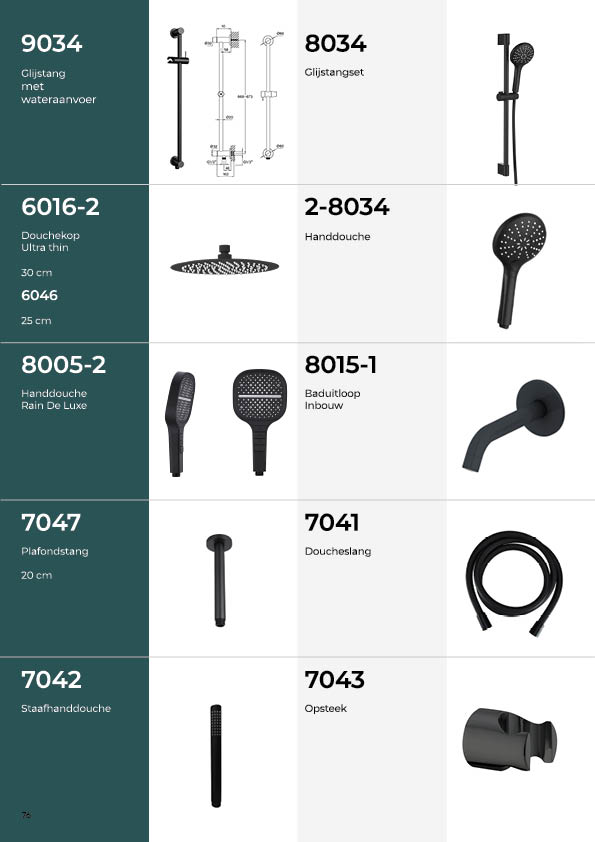 9034
Glijstang
met
wateraanvoer
8034
Glijstangset
6016-2
Douchekop
Ultra thin
30 cm
6046
25 cm
2-8034
Handdouche
8005-2
Handdouche
Rain De Luxe
8015-1
Baduitloop
Inbouw
7047
Plafondstang
20 cm
7041
Doucheslang
7042
Staafhanddouche
7043
Opsteek
76